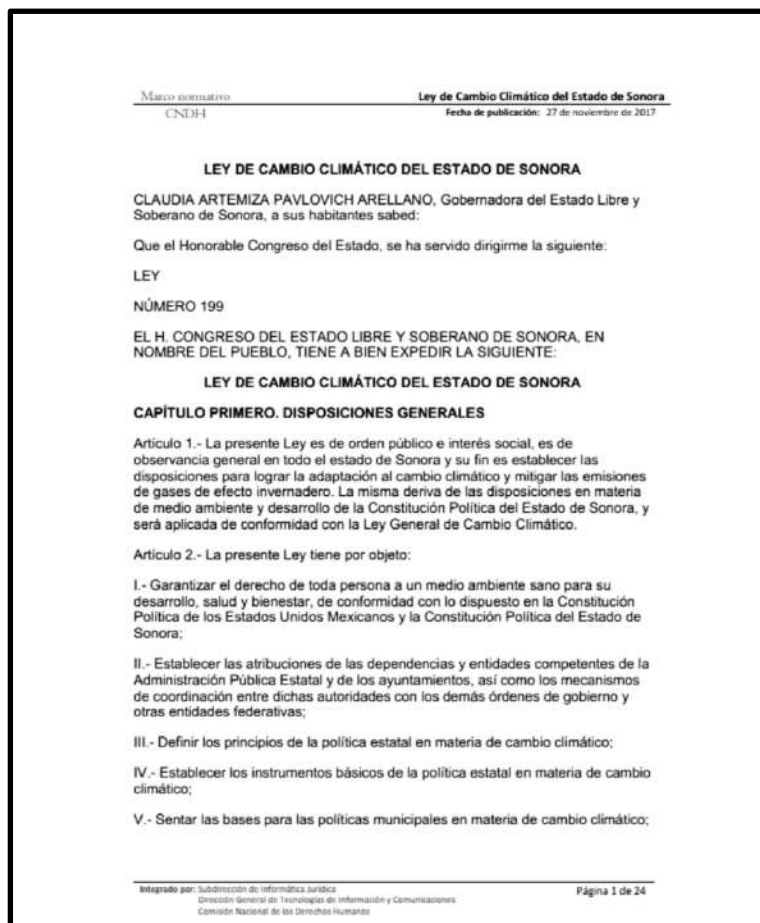 Marco normativo
Ley de Cambio Climático del Estado de Sonora
CNDH
Fecha de publicación: 27 de noviembre de 2017
LEY DE CAMBIO CLIMÁTICO DEL ESTADO DE SONORA
CLAUDIA ARTEMIZA PAVLOVICH ARELLANO, Gobernadora del Estado Libre y
Soberano de Sonora, a sus habitantes sabed:
Que el Honorable Congreso del Estado, se ha servido dirigirme la siguiente:
LEY
NÚMERO 199
EL H. CONGRESO DEL ESTADO LIBRE Y SOBERANO DE SONORA, EN
NOMBRE DEL PUEBLO, TIENE A BIEN EXPEDIR LA SIGUIENTE:
LEY DE CAMBIO CLIMÁTICO DEL ESTADO DE SONORA
CAPÍTULO PRIMERO. DISPOSICIONES GENERALES
Artículo 1.- La presente Ley es de orden público e interés social, es de
observancia general en todo el estado de Sonora y su fin es establecer las
disposiciones para lograr la adaptación al cambio climático y mitigar las emisiones
de gases de efecto invernadero. La misma deriva de las disposiciones en materia
de medio ambiente y desarrollo de la Constitución Política del Estado de Sonora, y
será aplicada de conformidad con la Ley General de Cambio Climático.
Artículo 2.- La presente Ley tiene por objeto:
I.- Garantizar el derecho de toda persona a un medio ambiente sano para su
desarrollo, salud y bienestar, de conformidad con lo dispuesto en la Constitución
Política de los Estados Unidos Mexicanos y la Constitución Política del Estado de
Sonora;
II.- Establecer las atribuciones de las dependencias y entidades competentes de la
Administración Pública Estatal y de los ayuntamientos, así como los mecanismos
de coordinación entre dichas autoridades con los demás órdenes de gobierno y
otras entidades federativas;
III.- Definir los principios de la política estatal en materia de cambio climático;
IV.- Establecer los instrumentos básicos de la política estatal en materia de cambio
climático;
V.- Sentar las bases para las políticas municipales en materia de cambio climático;
Integrado por: Subdirección de Informática Jurídica
Dirección General de Tecnologías de Información y Comunicaciones
Comisión Nacional de los Derechos Humanos
Página 1 de 24